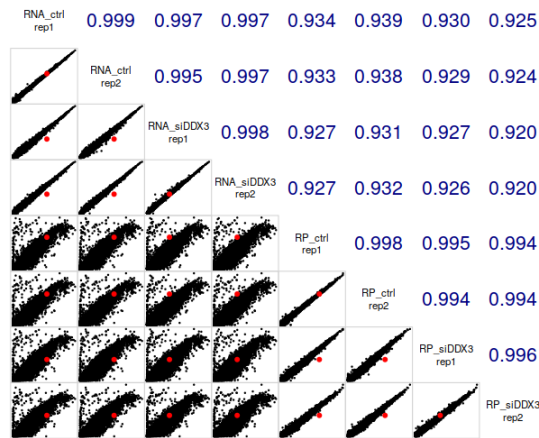 RNA_ctrl
rep1
0.999 0.997 0.997 0.934 0.939 0.930 0.925
RNA_ctrl
rep2
0.995 0.997 0.933 0.938 0.929 0.924
RNA_siDDX3
rep1
0.998 0.927 0.931 0.927 0.920
RNA_siDDX3
rep2
0.927 0.932 0.926 0.920
RP_ctrl
rep1
0.998 0.995 0.994
RP_ctrl
rep2
0.994 0.994
RP_siDDX3
rep1
0.996
RP_siDDX3
rep2